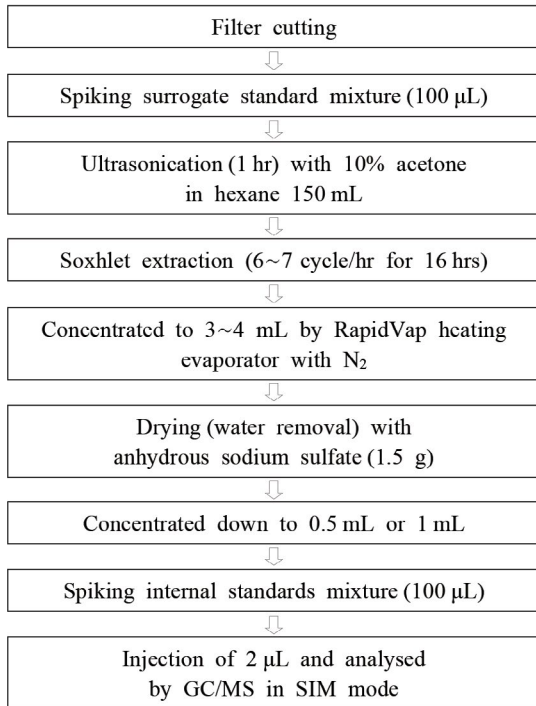 Filter cutting
Spiking surrogate standard mixture (100 μL)
Ultrasonication (1 hr) with 10% acetone
in hexane 150 mL
Soxhlet extraction (6~7 cycle/hr for 16 hrs)
Concentrated to 3~4 mL by RapidVap heating
evaporator with N₂
Drying (water removal) with
anhydrous sodium sulfate (1.5 g)
Concentrated down to 0.5 mL or 1 mL
Spiking internal standards mixture (100 μL)
Injection of 2 μL and analysed
by GC/MS in SIM mode